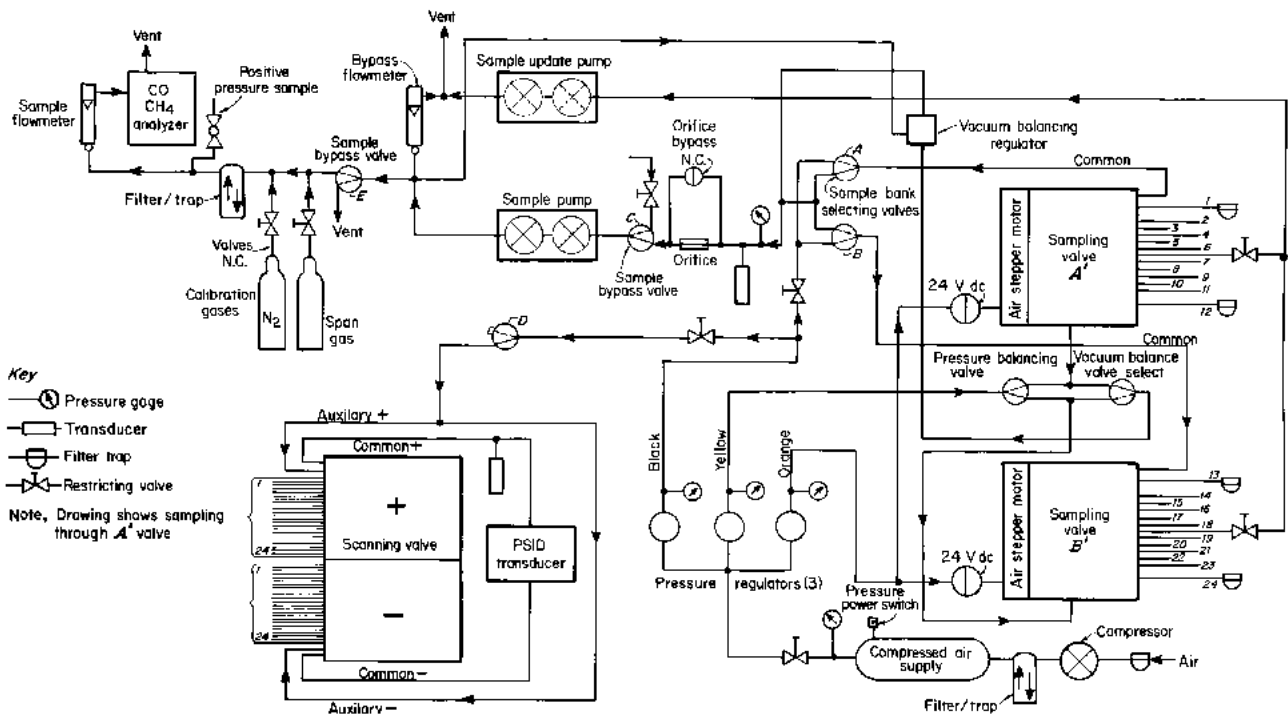 Vent
CO
CH4
analyzer
Positive
pressure sample
Sample
flowmeter
Filter/trap
Valves
N.C.
Calibration
gases
N2
Span
gas
Sample
bypass valve
E
Vent
Vent
Bypass
flowmeter
Sample update pump
Sample pump
Orifice
bypass
N.C.
C
Orifice
Sample
bypass valve
A
Sample bank
selecting valves
B
Vacuum balancing
regulator
Common
Air stepper motor
Sampling
valve
A'
1
2
3
4
5
6
7
8
9
10
11
12
24 V dc
Common
Pressure balancing
valve
Vacuum balance
valve select
D
Key
Pressure gage
Transducer
Filter trap
Restricting valve
Note, Drawing shows sampling
through A' valve
Auxilary +
Common+
1
24
+
Scanning valve
1
24
−
Common−
Auxilary −
PSID
transducer
Black
Yellow
Orange
Pressure
regulators (3)
Pressure
power switch
Compressed air
supply
Filter/trap
Compressor
Air
24 V dc
Air stepper motor
Sampling
valve
B'
13
14
15
16
17
18
19
20
21
22
23
24